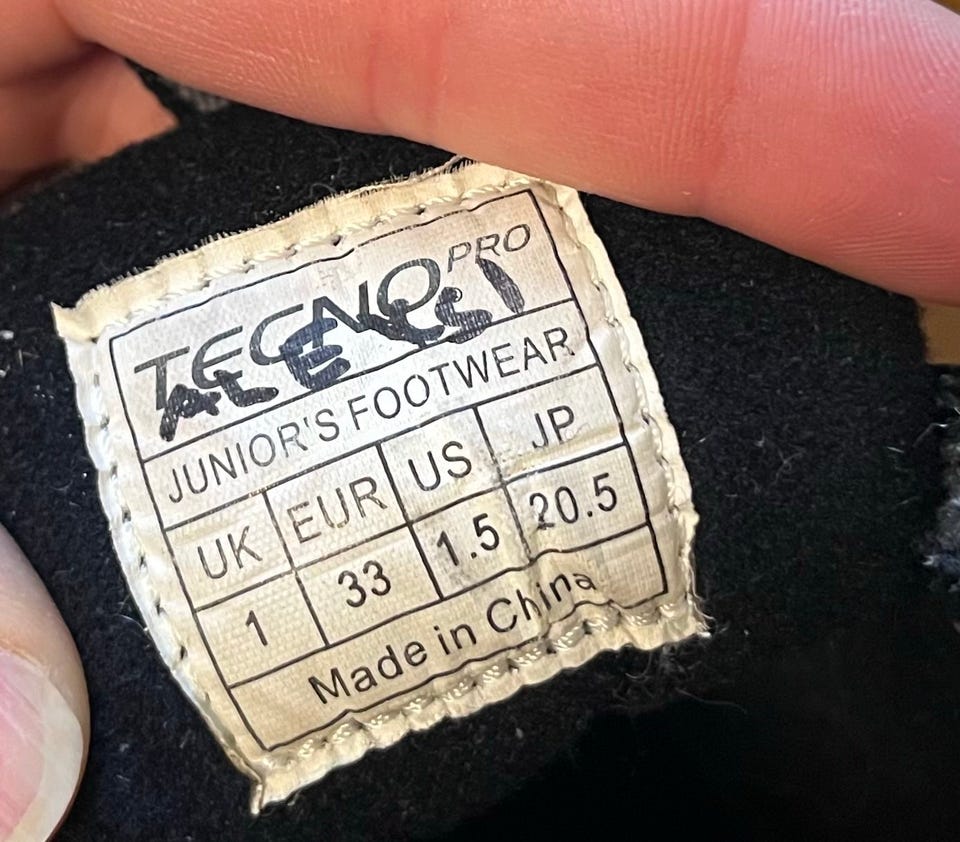 TECNO PRO
JUNIOR'S FOOTWEAR
UK EUR US JP
1 33 1.5 20.5
Made in China